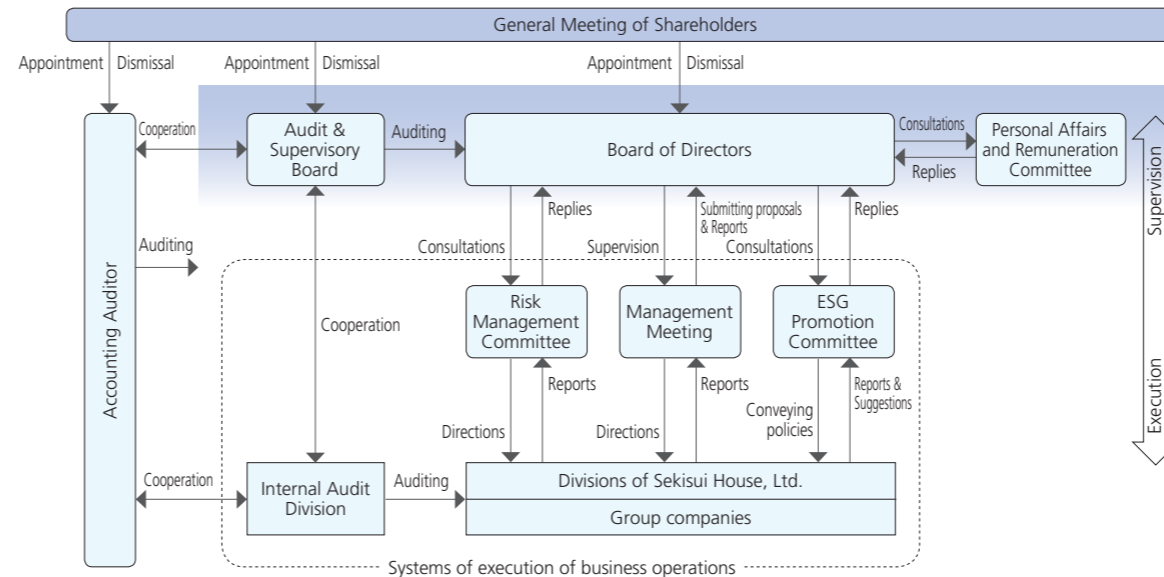 General Meeting of Shareholders
Appointment
Dismissal
Appointment
Dismissal
Appointment
Dismissal
Accounting Auditor
Cooperation
Audit &
Supervisory
Board
Auditing
Board of Directors
Consultations
Replies
Personal Affairs
and Remuneration
Committee
Supervision
Execution
Auditing
Consultations
Replies
Supervision
Submitting proposals
& Reports
Consultations
Replies
Cooperation
Risk
Management
Committee
Management
Meeting
ESG
Promotion
Committee
Directions
Reports
Directions
Reports
Conveying
policies
Reports &
Suggestions
Cooperation
Internal Audit
Division
Auditing
Divisions of Sekisui House, Ltd.
Group companies
Systems of execution of business operations